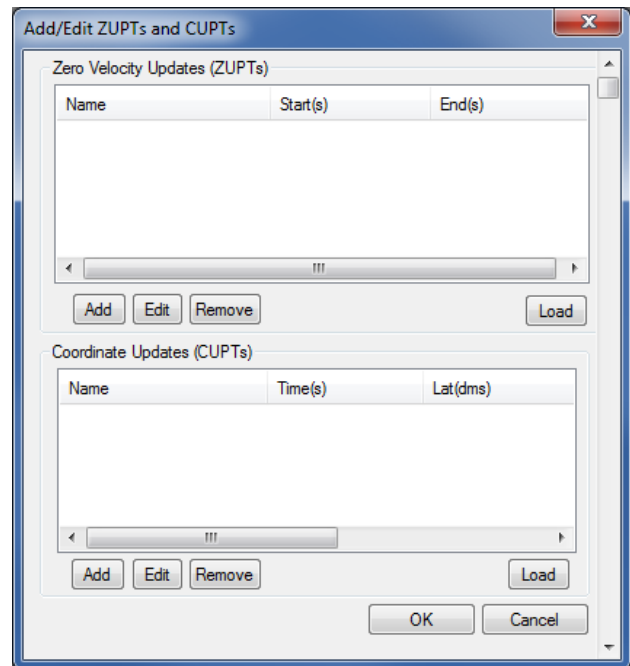 Add/Edit ZUPTs and CUPTs
Zero Velocity Updates (ZUPTs)
Name Start(s) End(s)
Add Edit Remove Load
Coordinate Updates (CUPTs)
Name Time(s) Lat(dms)
Add Edit Remove Load
OK Cancel